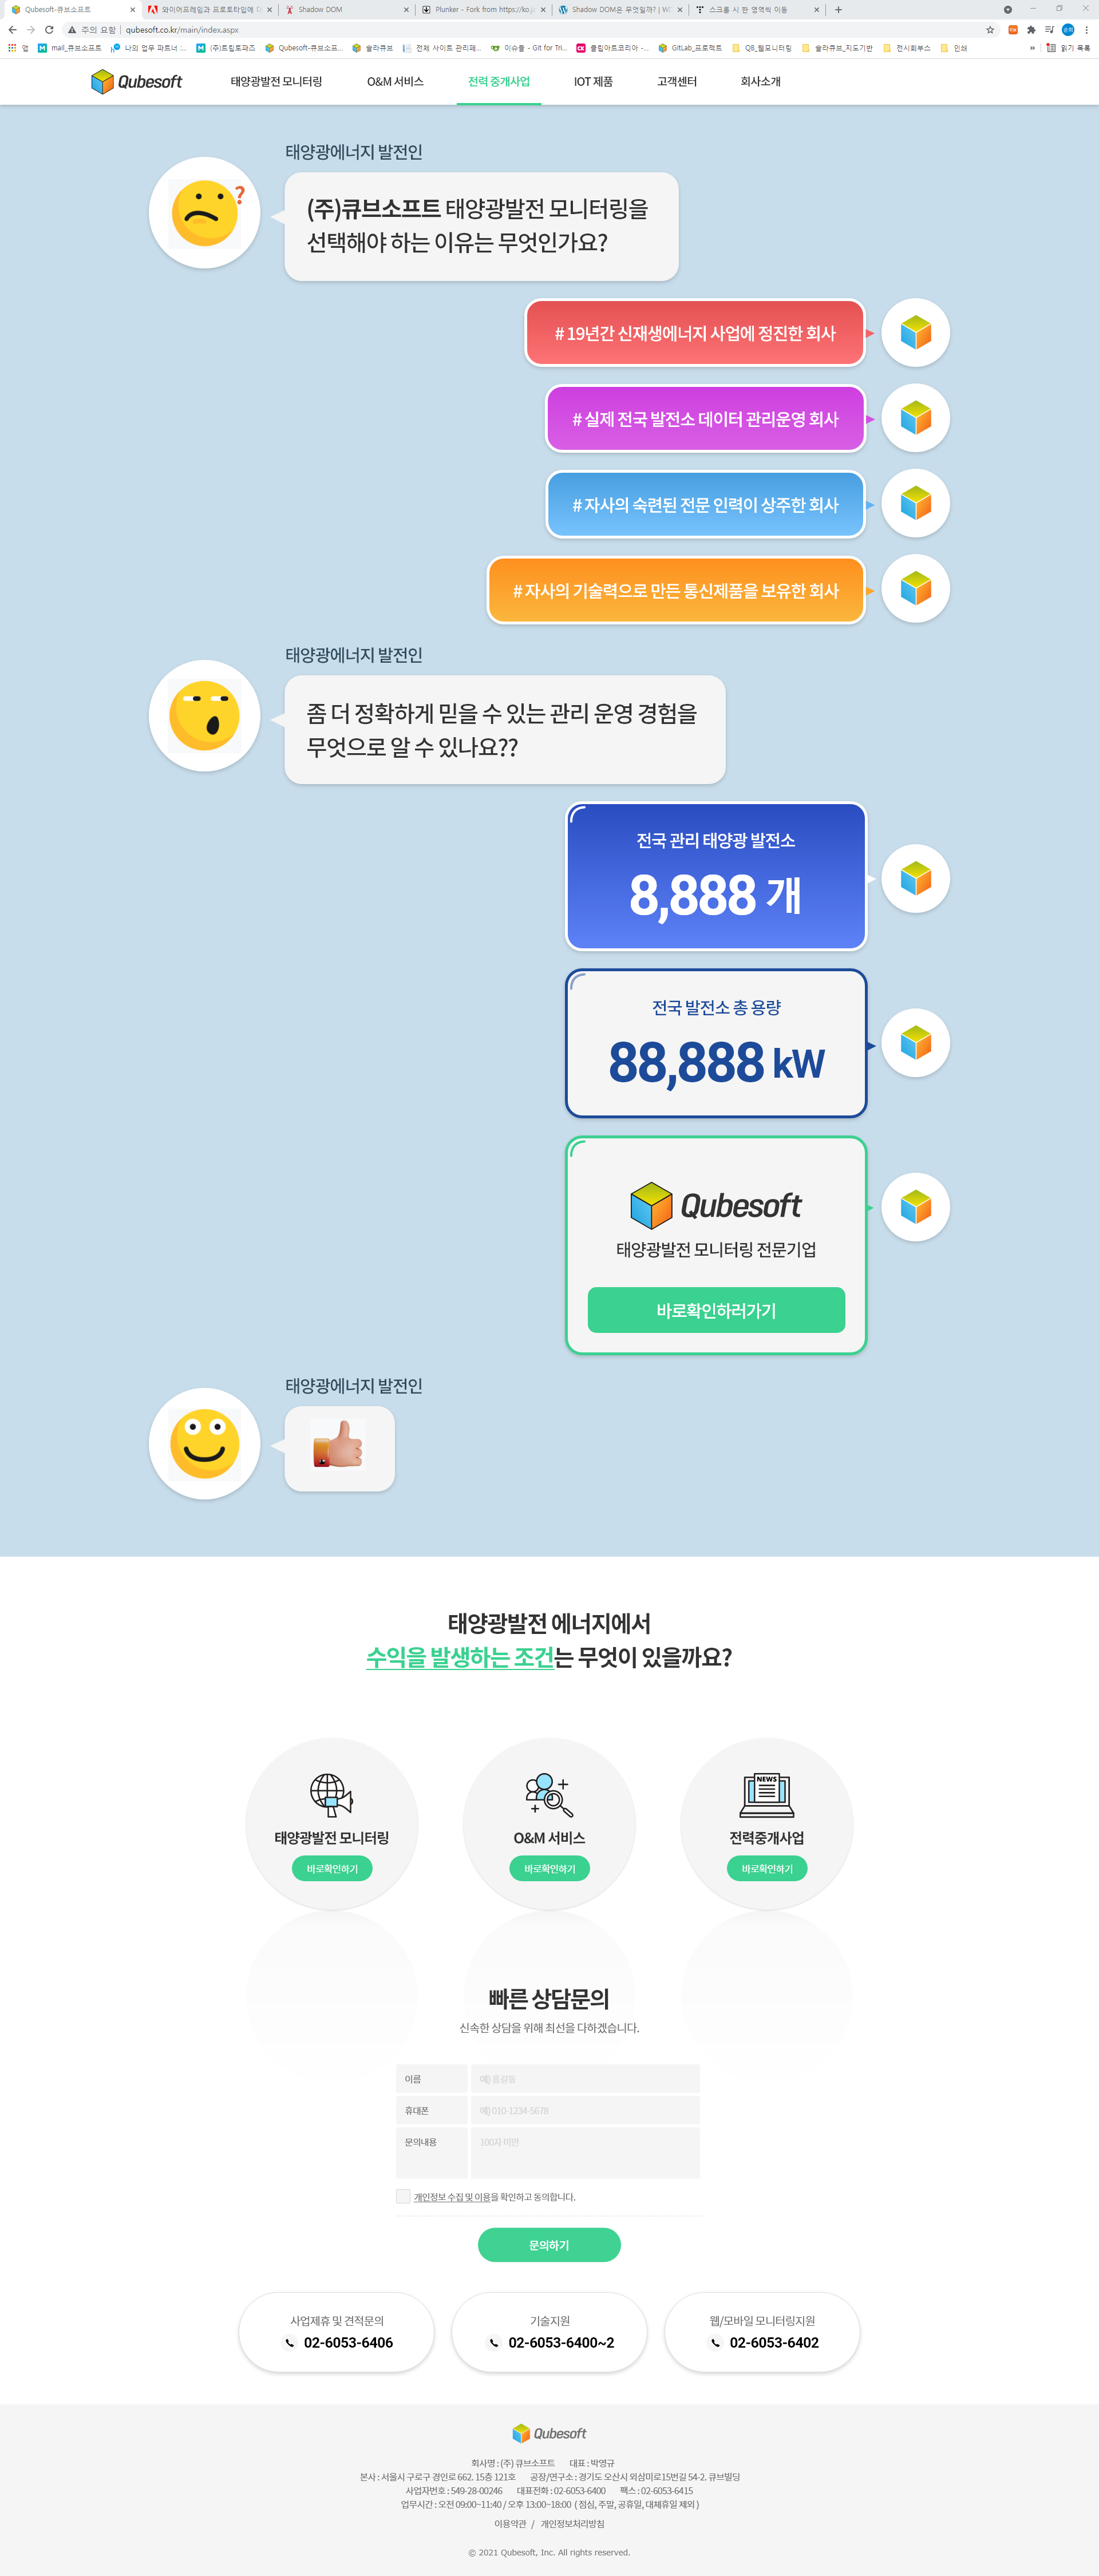 Qubesoft-큐브소프트
와이어프레임과 프로토타입에 대
Shadow DOM
Plunker - Fork from https://ko.ja
Shadow DOM은 무엇일까? | WI
스크롤 시 한 영역씩 이동
주의 요함 | qubesoft.co.kr/main/index.aspx
앱
mail_큐브소프트
나의 업무 파트너 :...
(주)트림토파즈
Qubesoft-큐브소프...
솔라큐브
전체 사이트 관리페...
이슈들 - Git for Tri...
클립아트코리아 -...
GitLab_프로젝트
QB_웹모니터링
솔라큐브_지도기반
전시회부스
인쇄
»
읽기 목록
Qubesoft
태양광발전 모니터링
O&M 서비스
전력 중개사업
IOT 제품
고객센터
회사소개
태양광에너지 발전인
(주)큐브소프트 태양광발전 모니터링을
선택해야 하는 이유는 무엇인가요?
# 19년간 신재생에너지 사업에 정진한 회사
# 실제 전국 발전소 데이터 관리운영 회사
# 자사의 숙련된 전문 인력이 상주한 회사
# 자사의 기술력으로 만든 통신제품을 보유한 회사
태양광에너지 발전인
좀 더 정확하게 믿을 수 있는 관리 운영 경험을
무엇으로 알 수 있나요??
전국 관리 태양광 발전소
8,888 개
전국 발전소 총 용량
88,888 kW
Qubesoft
태양광발전 모니터링 전문기업
바로확인하러가기
태양광에너지 발전인
태양광발전 에너지에서
수익을 발생하는 조건는 무엇이 있을까요?
NEWS
태양광발전 모니터링
O&M 서비스
전력중개사업
바로확인하기
바로확인하기
바로확인하기
빠른 상담문의
신속한 상담을 위해 최선을 다하겠습니다.
이름
예) 홍길동
휴대폰
예) 010-1234-5678
문의내용
100자 미만
개인정보 수집 및 이용을 확인하고 동의합니다.
문의하기
사업제휴 및 견적문의
02-6053-6406
기술지원
02-6053-6400~2
웹/모바일 모니터링지원
02-6053-6402
Qubesoft
회사명 : (주) 큐브소프트 대표 : 박영규
본사 : 서울시 구로구 경인로 662. 15층 121호 공장/연구소 : 경기도 오산시 외삼미로15번길 54-2. 큐브빌딩
사업자번호 : 549-28-00246 대표전화 : 02-6053-6400 팩스 : 02-6053-6415
업무시간 : 오전 09:00~11:40 / 오후 13:00~18:00 ( 점심, 주말, 공휴일, 대체휴일 제외 )
이용약관 / 개인정보처리방침
© 2021 Qubesoft, Inc. All rights reserved.